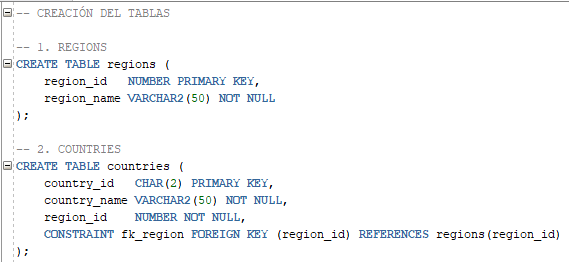 -- CREACIÓN DEL TABLAS
-- 1. REGIONS
CREATE TABLE regions (
    region_id   NUMBER PRIMARY KEY,
    region_name VARCHAR2(50) NOT NULL
);
-- 2. COUNTRIES
CREATE TABLE countries (
    country_id   CHAR(2) PRIMARY KEY,
    country_name VARCHAR2(50) NOT NULL,
    region_id    NUMBER NOT NULL,
    CONSTRAINT fk_region FOREIGN KEY (region_id) REFERENCES regions(region_id)
);